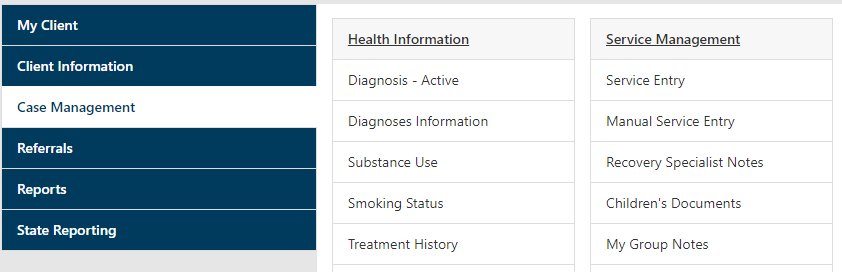 My Client
Client Information
Case Management
Referrals
Reports
State Reporting
Health Information
Diagnosis - Active
Diagnoses Information
Substance Use
Smoking Status
Treatment History
Service Management
Service Entry
Manual Service Entry
Recovery Specialist Notes
Children's Documents
My Group Notes